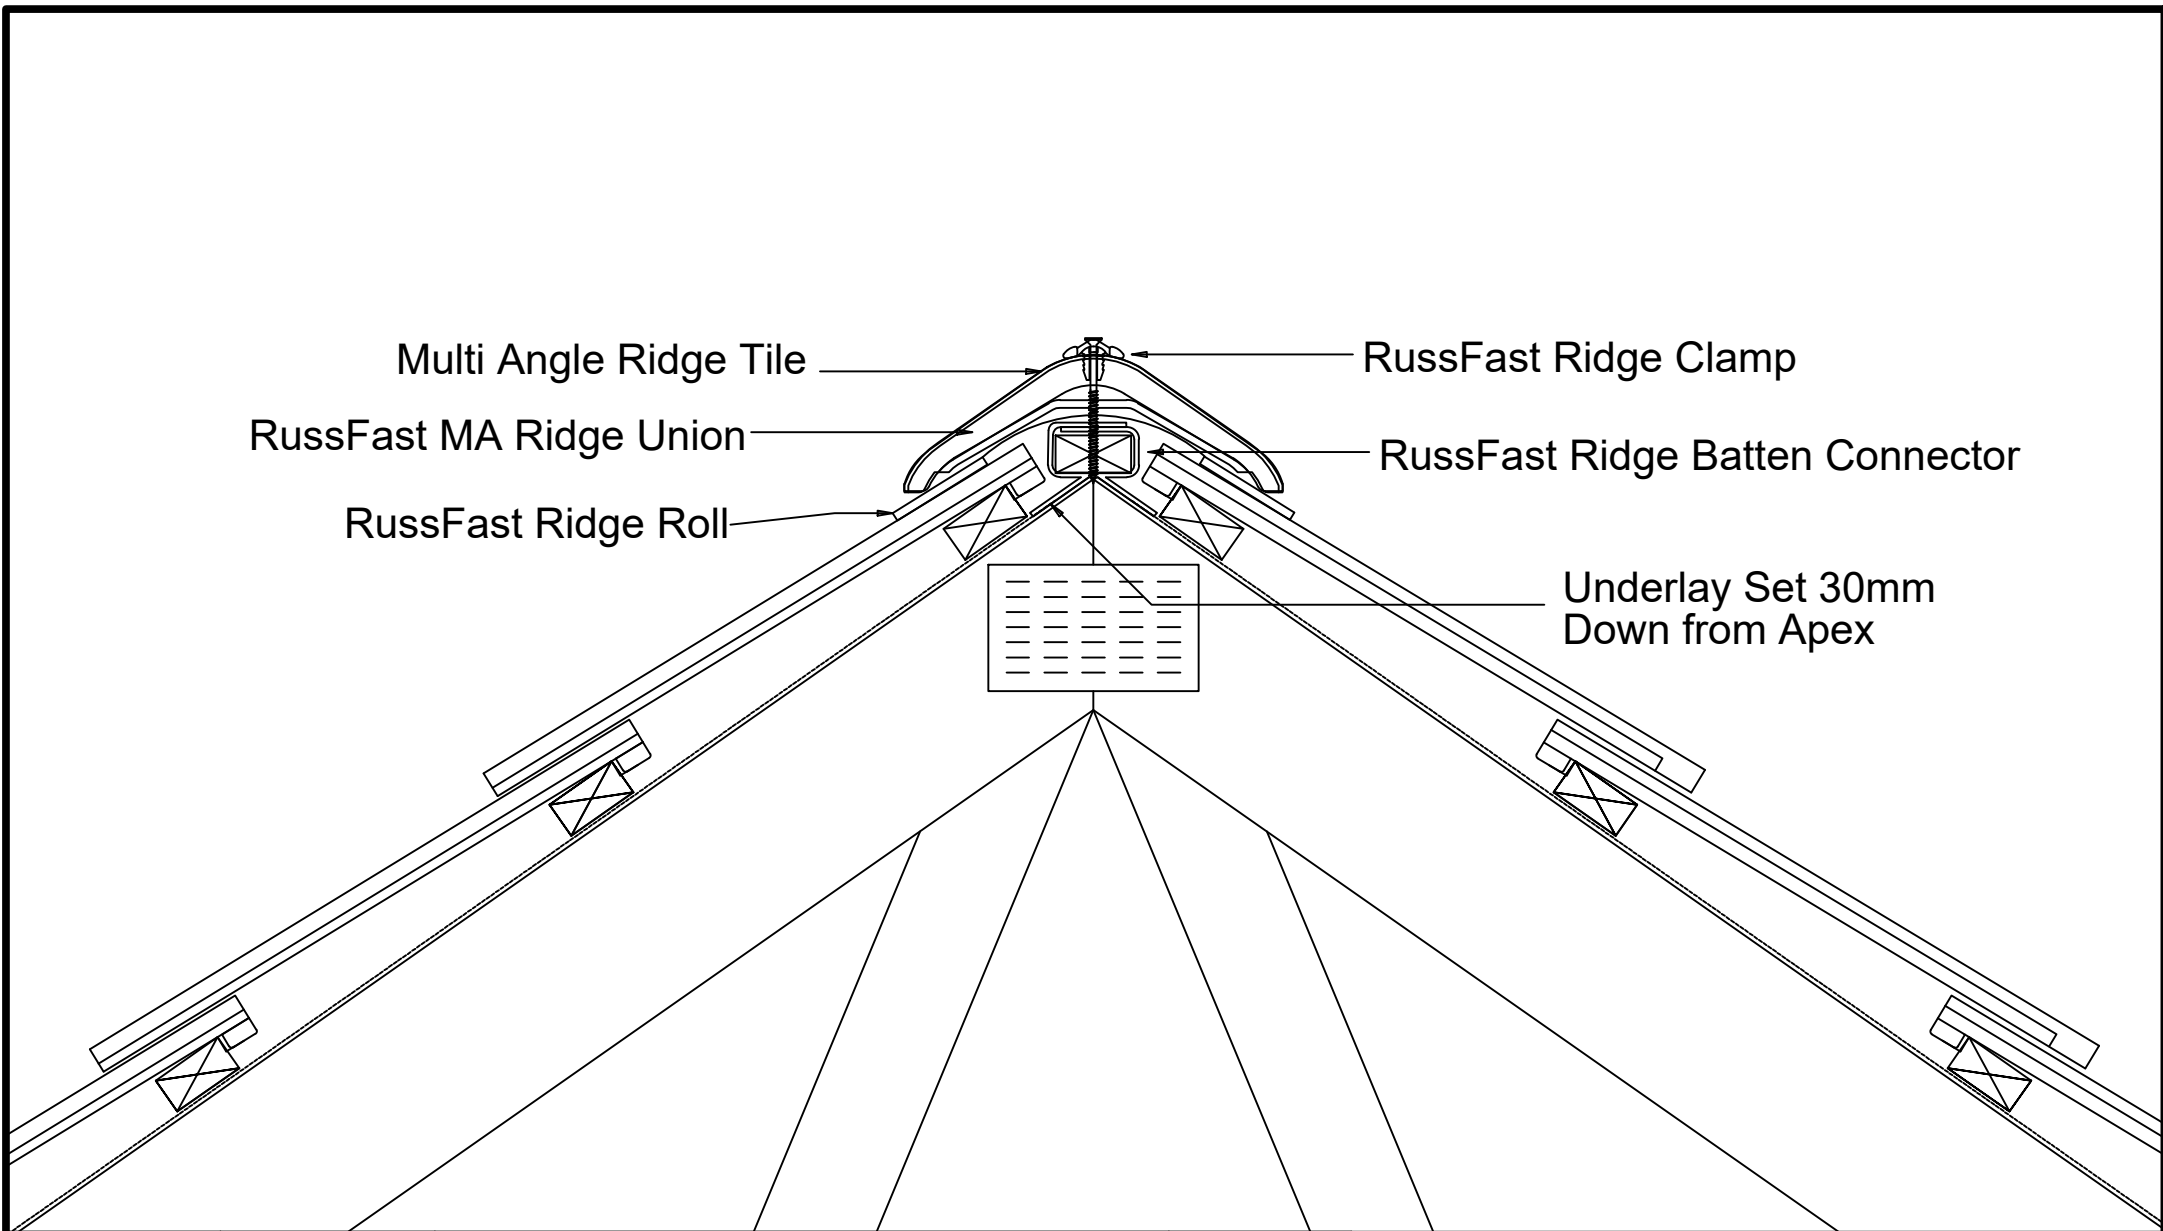 Multi Angle Ridge Tile
RussFast Ridge Clamp
RussFast MA Ridge Union
RussFast Ridge Batten Connector
RussFast Ridge Roll
Underlay Set 30mm
Down from Apex